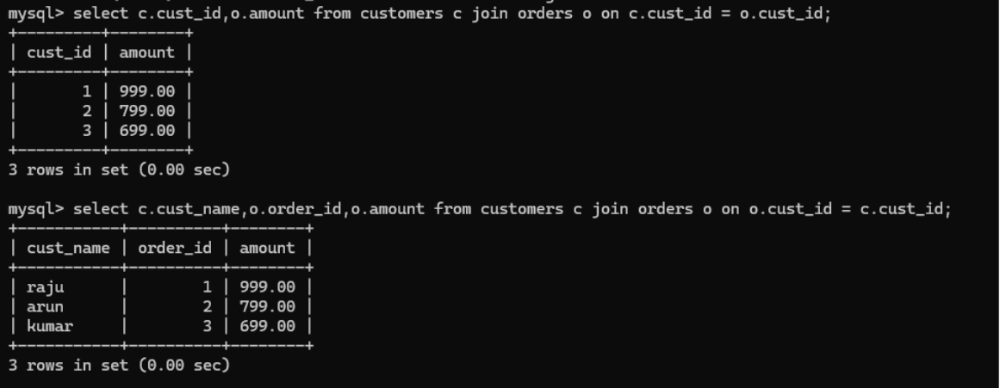 mysql> select c.cust_id,o.amount from customers c join orders o on c.cust_id = o.cust_id;
+---------+--------+
| cust_id | amount |
+---------+--------+
|       1 | 999.00 |
|       2 | 799.00 |
|       3 | 699.00 |
+---------+--------+
3 rows in set (0.00 sec)
mysql> select c.cust_name,o.order_id,o.amount from customers c join orders o on o.cust_id = c.cust_id;
+-----------+----------+--------+
| cust_name | order_id | amount |
+-----------+----------+--------+
| raju      |        1 | 999.00 |
| arun      |        2 | 799.00 |
| kumar     |        3 | 699.00 |
+-----------+----------+--------+
3 rows in set (0.00 sec)